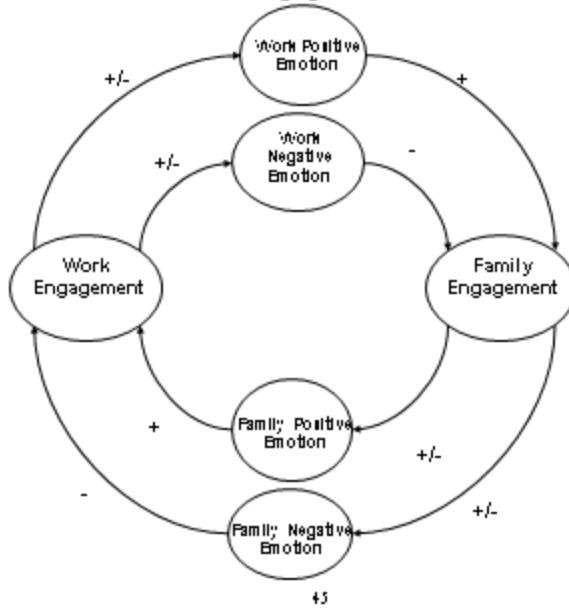 Work Positive
Emotion
+/-
+
Work
Negative
Emotion
+/-
-
Work
Engagement
Family
Engagement
Family Positive
Emotion
+
+/-
-
+/-
Family Negative
Emotion
45